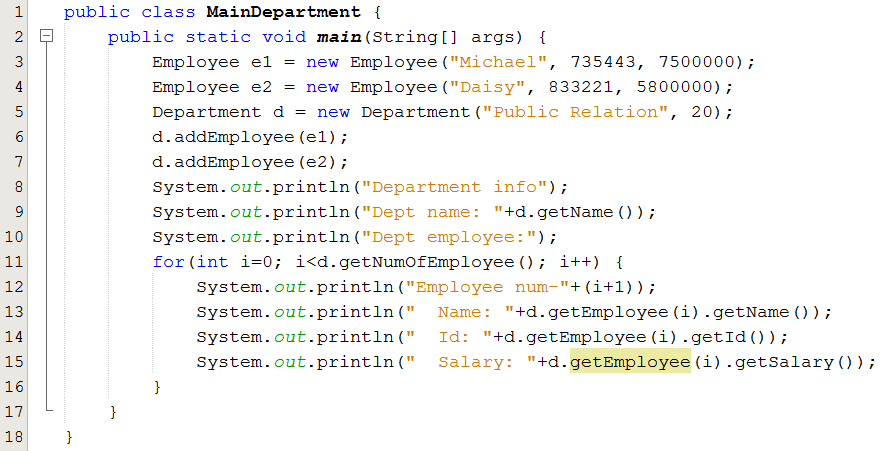 1 public class MainDepartment {
2 public static void main(String[] args) {
3 Employee e1 = new Employee("Michael", 735443, 7500000);
4 Employee e2 = new Employee("Daisy", 833221, 5800000);
5 Department d = new Department("Public Relation", 20);
6 d.addEmployee(e1);
7 d.addEmployee(e2);
8 System.out.println("Department info");
9 System.out.println("Dept name: "+d.getName());
10 System.out.println("Dept employee:");
11 for(int i=0; i<d.getNumOfEmployee(); i++) {
12 System.out.println("Employee num-"+(i+1));
13 System.out.println("  Name: "+d.getEmployee(i).getName());
14 System.out.println("  Id: "+d.getEmployee(i).getId());
15 System.out.println("  Salary: "+d.getEmployee(i).getSalary());
16 }
17 }
18 }